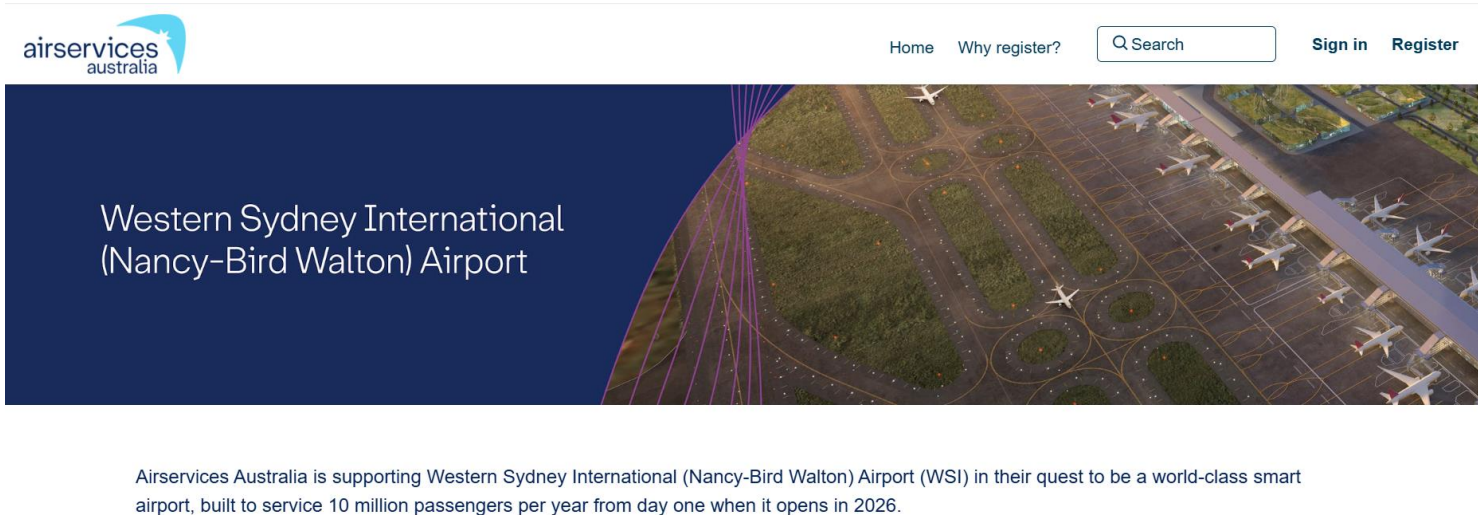 airservices
australia
Home Why register? Search Sign in Register
Western Sydney International
(Nancy-Bird Walton) Airport
Airservices Australia is supporting Western Sydney International (Nancy-Bird Walton) Airport (WSI) in their quest to be a world-class smart
airport, built to service 10 million passengers per year from day one when it opens in 2026.